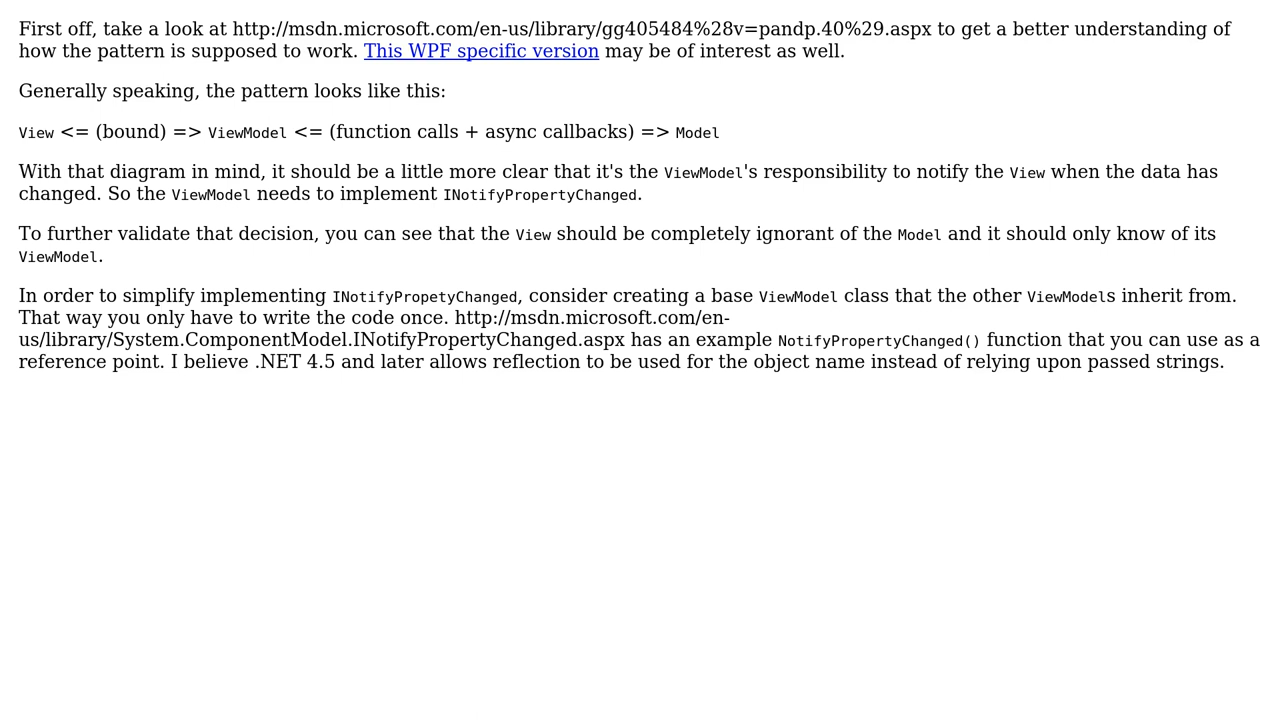 First off, take a look at http://msdn.microsoft.com/en-us/library/gg405484%28v=pandp.40%29.aspx to get a better understanding of
how the pattern is supposed to work. This WPF specific version may be of interest as well.
Generally speaking, the pattern looks like this:
View <= (bound) => ViewModel <= (function calls + async callbacks) => Model
With that diagram in mind, it should be a little more clear that it's the ViewModel's responsibility to notify the View when the data has
changed. So the ViewModel needs to implement INotifyPropertyChanged.
To further validate that decision, you can see that the View should be completely ignorant of the Model and it should only know of its
ViewModel.
In order to simplify implementing INotifyPropetyChanged, consider creating a base ViewModel class that the other ViewModels inherit from.
That way you only have to write the code once. http://msdn.microsoft.com/en-
us/library/System.ComponentModel.INotifyPropertyChanged.aspx has an example NotifyPropertyChanged() function that you can use as a
reference point. I believe .NET 4.5 and later allows reflection to be used for the object name instead of relying upon passed strings.